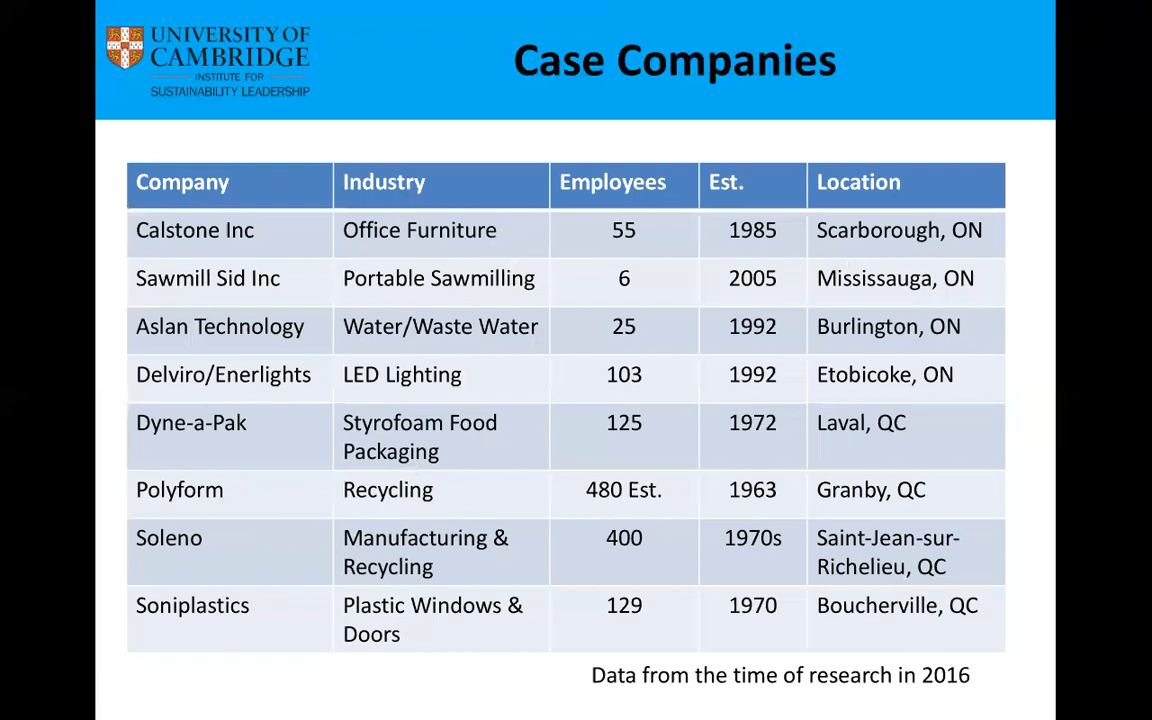 UNIVERSITY OF
CAMBRIDGE
INSTITUTE FOR
SUSTAINABILITY LEADERSHIP
Case Companies
Company Industry Employees Est. Location
Calstone Inc Office Furniture 55 1985 Scarborough, ON
Sawmill Sid Inc Portable Sawmilling 6 2005 Mississauga, ON
Aslan Technology Water/Waste Water 25 1992 Burlington, ON
Delviro/Enerlights LED Lighting 103 1992 Etobicoke, ON
Dyne-a-Pak Styrofoam Food 125 1972 Laval, QC
Packaging
Polyform Recycling 480 Est. 1963 Granby, QC
Soleno Manufacturing & 400 1970s Saint-Jean-sur-
Recycling Richelieu, QC
Soniplastics Plastic Windows & 129 1970 Boucherville, QC
Doors
Data from the time of research in 2016